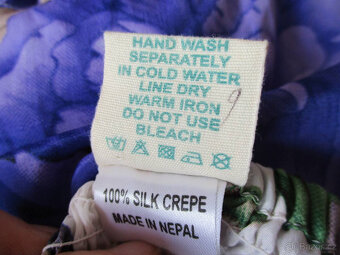 HAND WASH
SEPARATELY
IN COLD WATER
LINE DRY
WARM IRON
DO NOT USE
BLEACH
9
100% SILK CREPE
MADE IN NEPAL